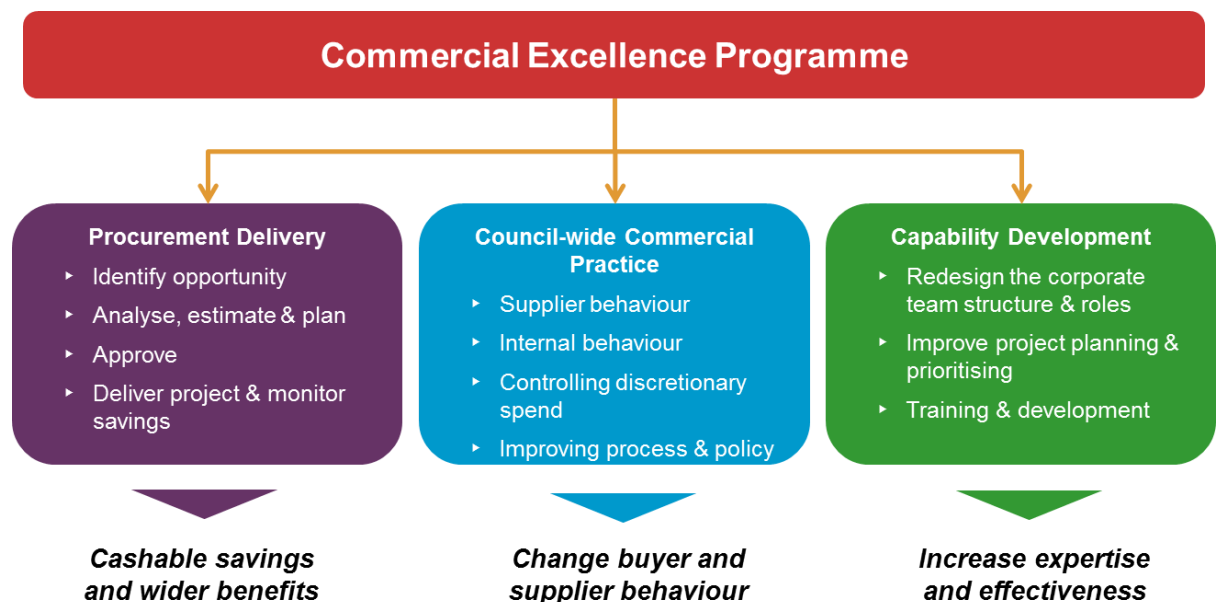 Commercial Excellence Programme
Procurement Delivery
‣ Identify opportunity
‣ Analyse, estimate & plan
‣ Approve
‣ Deliver project & monitor
savings
Cashable savings
and wider benefits
Council-wide Commercial
Practice
‣ Supplier behaviour
‣ Internal behaviour
‣ Controlling discretionary
spend
‣ Improving process & policy
Change buyer and
supplier behaviour
Capability Development
‣ Redesign the corporate
team structure & roles
‣ Improve project planning &
prioritising
‣ Training & development
Increase expertise
and effectiveness